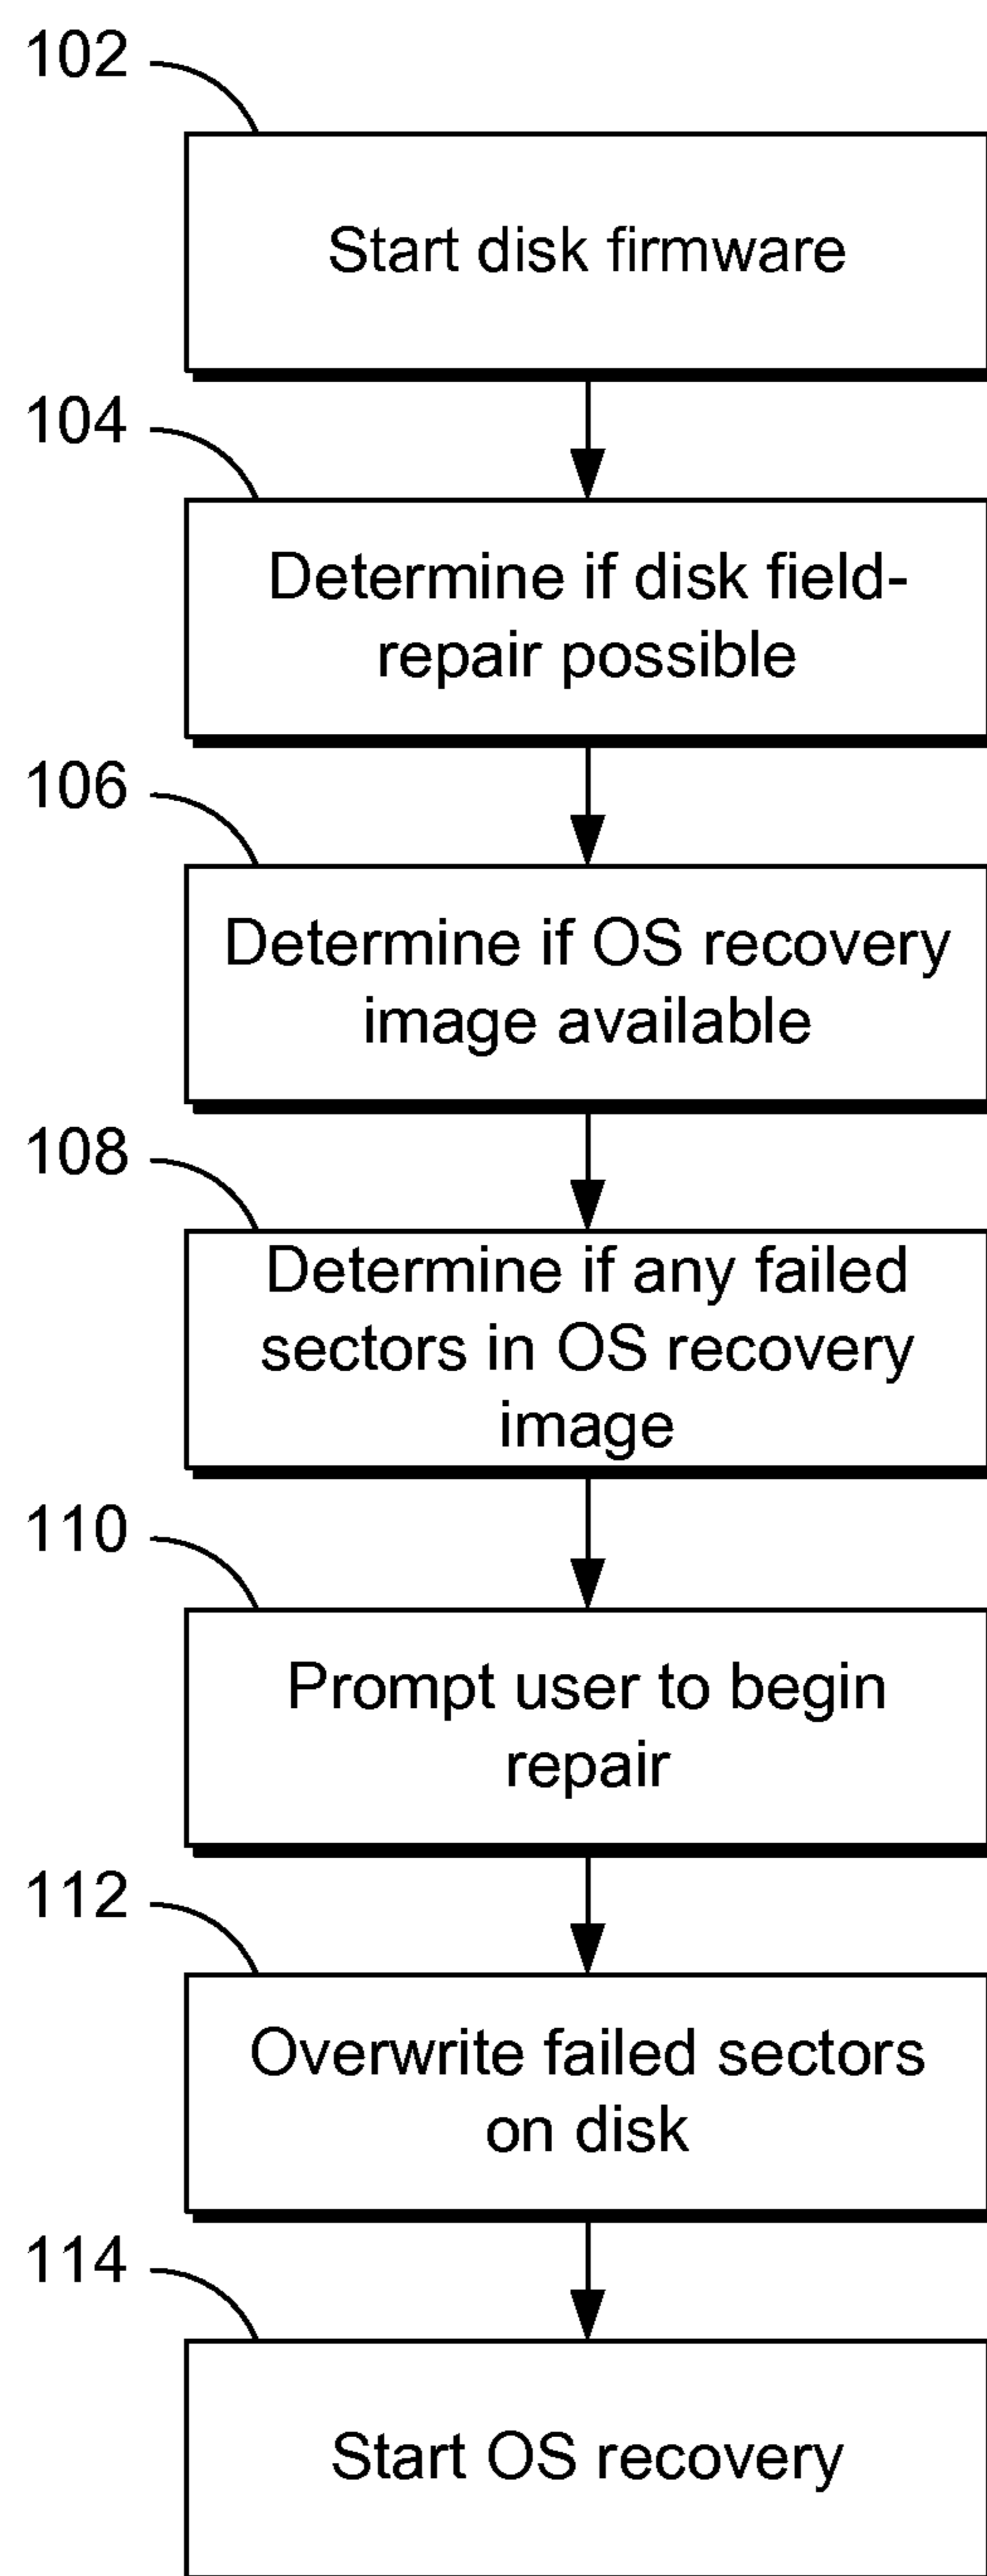 102
Start disk firmware
104
Determine if disk field-
repair possible
106
Determine if OS recovery
image available
108
Determine if any failed
sectors in OS recovery
image
110
Prompt user to begin
repair
112
Overwrite failed sectors
on disk
114
Start OS recovery